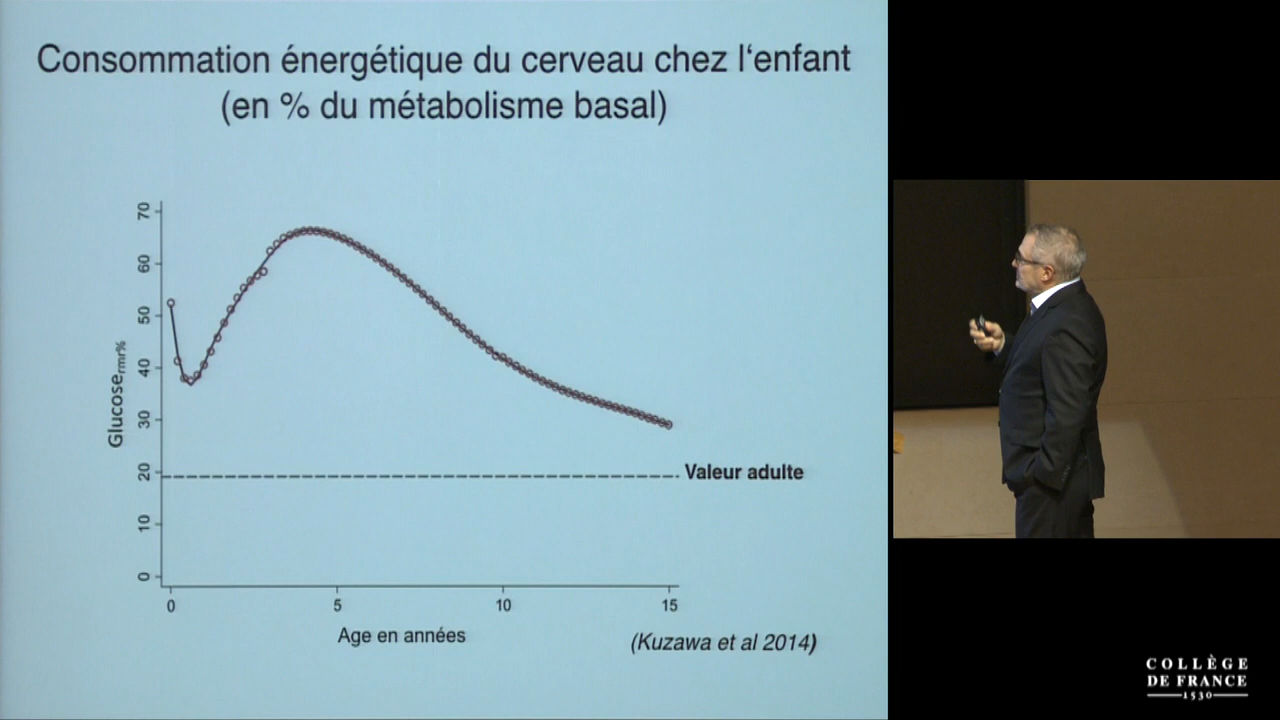 Consommation énergétique du cerveau chez l‘enfant
(en % du métabolisme basal)
70
60
50
40
30
20
10
0
Glucose rmr%
Valeur adulte
0 5 10 15
Age en années
(Kuzawa et al 2014)
COLLÈGE
DE FRANCE
1530